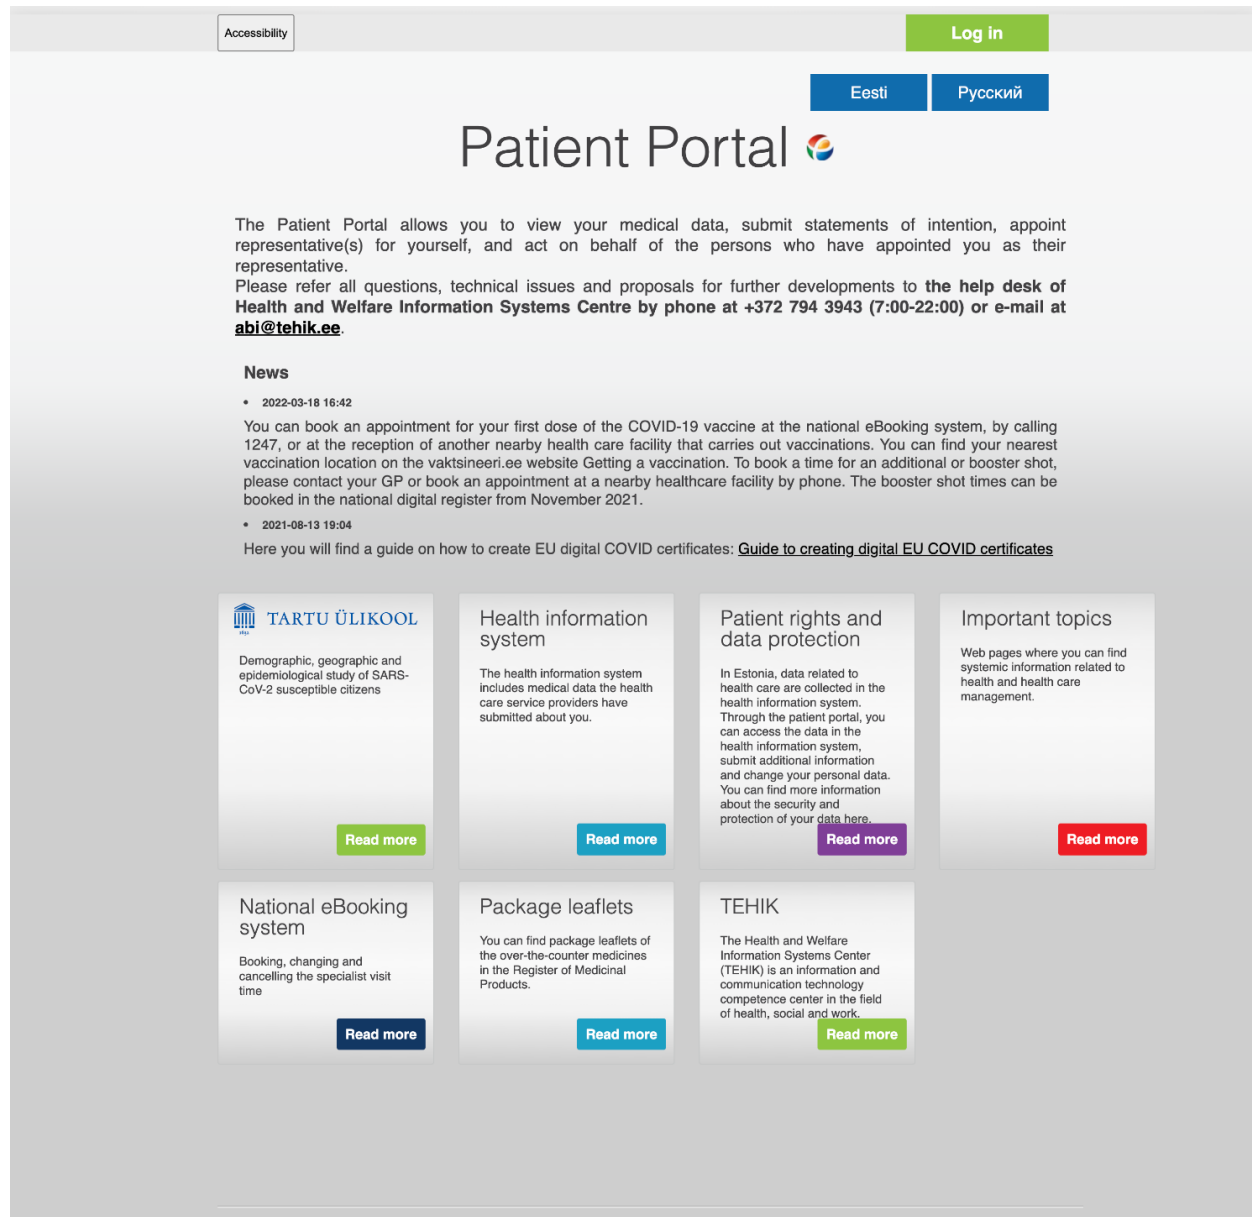 Accessibility
Log in
Eesti
Русский
Patient Portal
The Patient Portal allows you to view your medical data, submit statements of intention, appoint
representative(s) for yourself, and act on behalf of the persons who have appointed you as their
representative.
Please refer all questions, technical issues and proposals for further developments to the help desk of
Health and Welfare Information Systems Centre by phone at +372 794 3943 (7:00-22:00) or e-mail at
abi@tehik.ee.
News
• 2022-03-18 16:42
You can book an appointment for your first dose of the COVID-19 vaccine at the national eBooking system, by calling
1247, or at the reception of another nearby health care facility that carries out vaccinations. You can find your nearest
vaccination location on the vaktsineeri.ee website Getting a vaccination. To book a time for an additional or booster shot,
please contact your GP or book an appointment at a nearby healthcare facility by phone. The booster shot times can be
booked in the national digital register from November 2021.
• 2021-08-13 19:04
Here you will find a guide on how to create EU digital COVID certificates: Guide to creating digital EU COVID certificates
TARTU ÜLIKOOL
1632
Demographic, geographic and
epidemiological study of SARS-
CoV-2 susceptible citizens
Read more
Health information
system
The health information system
includes medical data the health
care service providers have
submitted about you.
Read more
Patient rights and
data protection
In Estonia, data related to
health care are collected in the
health information system.
Through the patient portal, you
can access the data in the
health information system,
submit additional information
and change your personal data.
You can find more information
about the security and
protection of your data here.
Read more
Important topics
Web pages where you can find
systemic information related to
health and health care
management.
Read more
National eBooking
system
Booking, changing and
cancelling the specialist visit
time
Read more
Package leaflets
You can find package leaflets of
the over-the-counter medicines
in the Register of Medicinal
Products.
Read more
TEHIK
The Health and Welfare
Information Systems Center
(TEHIK) is an information and
communication technology
competence center in the field
of health, social and work.
Read more